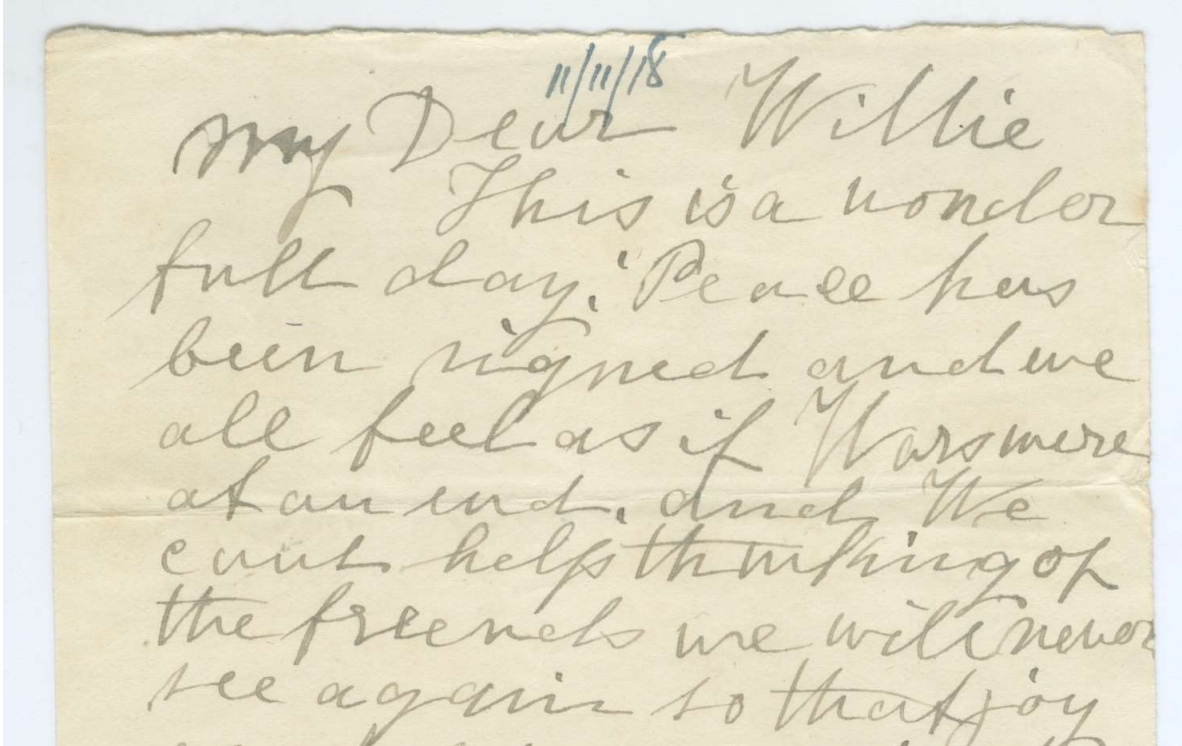 11/11/18
My Dear Willie
This is a wonder
full day. Peace has
been signed and we
all feel as if Wars were
at an end. and We
cant help thinking of
the freends we will never
see again so that joy